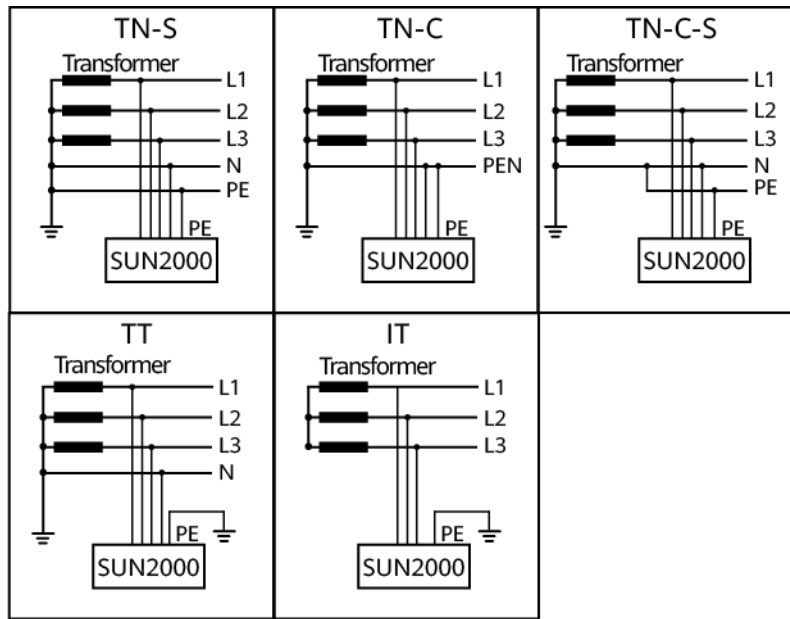 TN-S
Transformer
L1
L2
L3
N
PE
PE
SUN2000
TN-C
Transformer
L1
L2
L3
PEN
PE
SUN2000
TN-C-S
Transformer
L1
L2
L3
N
PE
PE
SUN2000
TT
Transformer
L1
L2
L3
N
PE
SUN2000
IT
Transformer
L1
L2
L3
PE
SUN2000